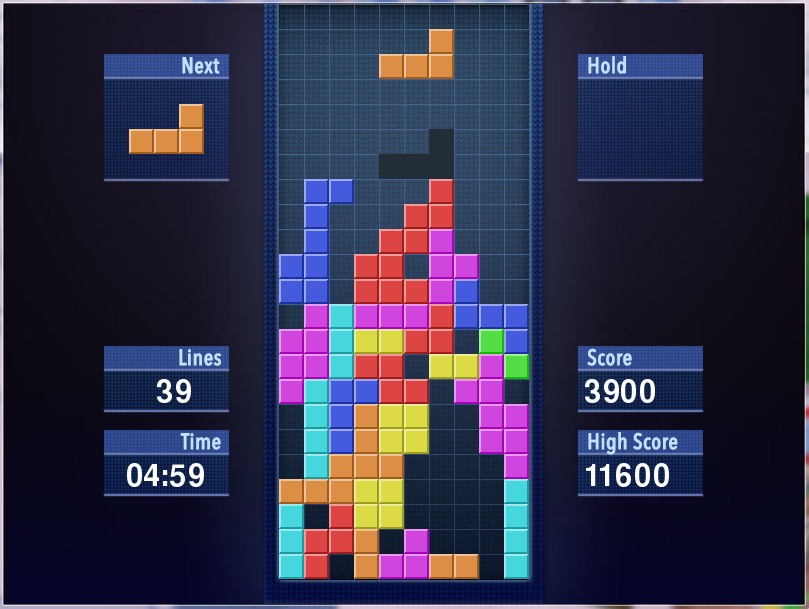 Next
Hold
Lines
39
Score
3900
Time
04:59
High Score
11600